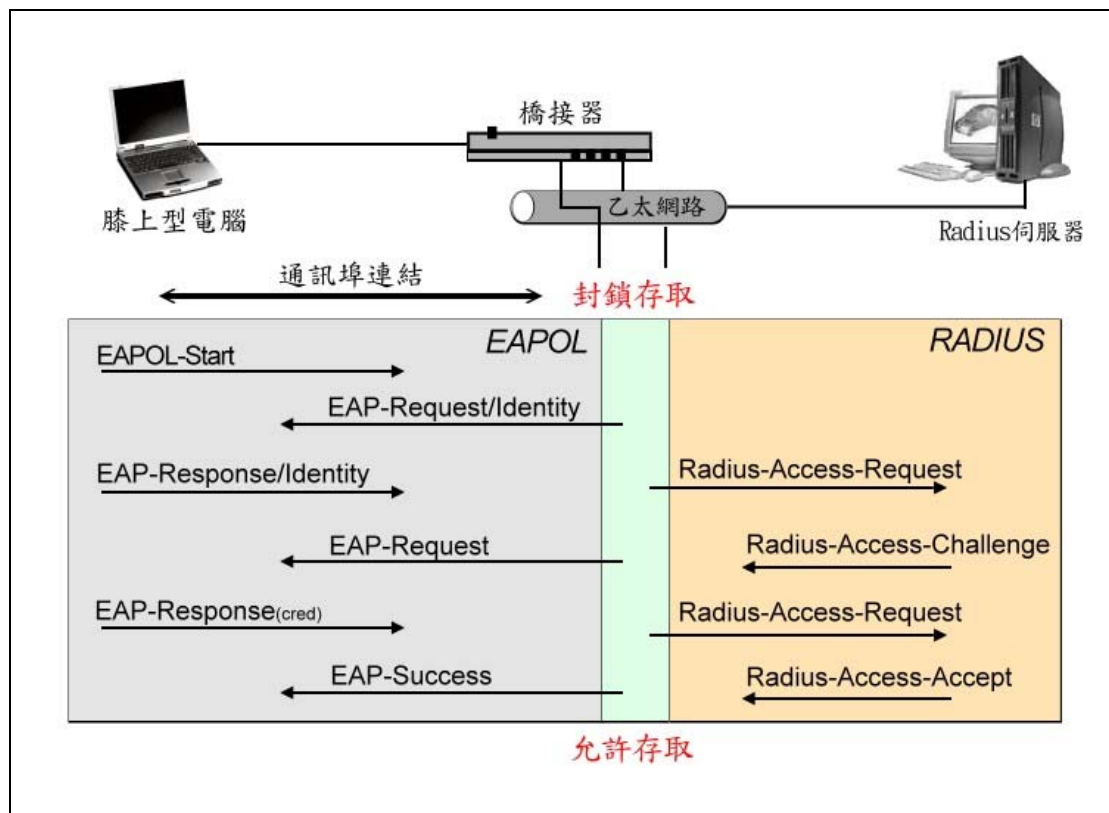 橋接器
膝上型電腦
乙太網路
Radius伺服器
通訊埠連結
封鎖存取
EAPOL
RADIUS
EAPOL-Start
EAP-Request/Identity
EAP-Response/Identity
Radius-Access-Request
EAP-Request
Radius-Access-Challenge
EAP-Response(cred)
Radius-Access-Request
EAP-Success
Radius-Access-Accept
允許存取